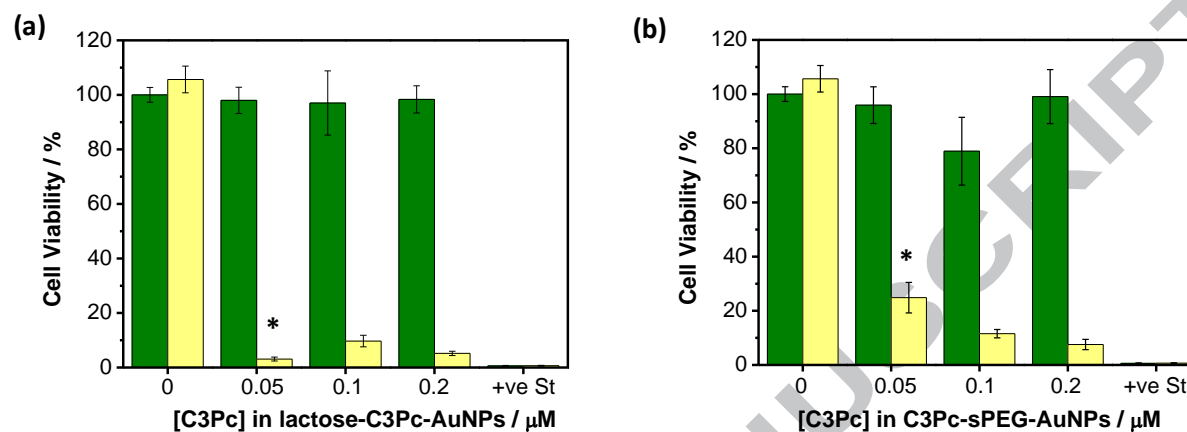 (a)
120
100
80
60
40
20
0
Cell Viability / %
*
0 0.05 0.1 0.2 +ve St
[C3Pc] in lactose-C3Pc-AuNPs / μM
(b)
120
100
80
60
40
20
0
Cell Viability / %
*
0 0.05 0.1 0.2 +ve St
[C3Pc] in C3Pc-sPEG-AuNPs / μM
NUSCRIPT